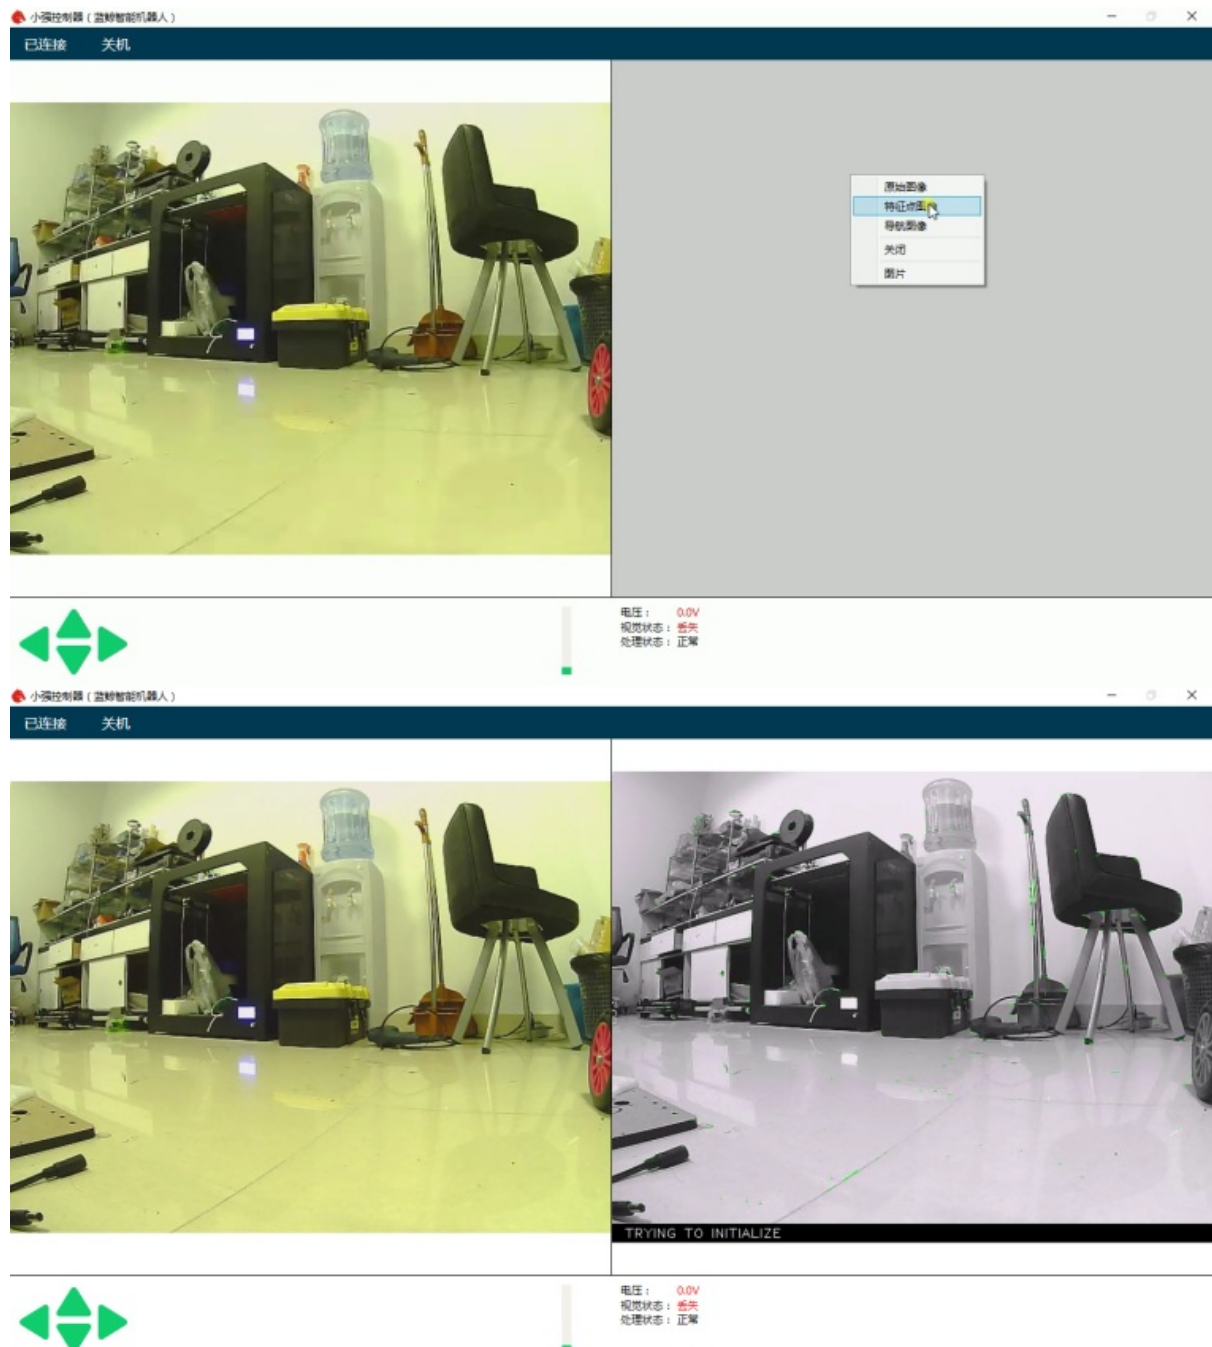 小强控制器（蓝鲸智能机器人）
已连接 关机
原始图像
特征点图
导航图像
关闭
图片
电压： 0.0V
视觉状态： 丢失
处理状态： 正常
小强控制器（蓝鲸智能机器人）
已连接 关机
TRYING TO INITIALIZE
电压： 0.0V
视觉状态： 丢失
处理状态： 正常